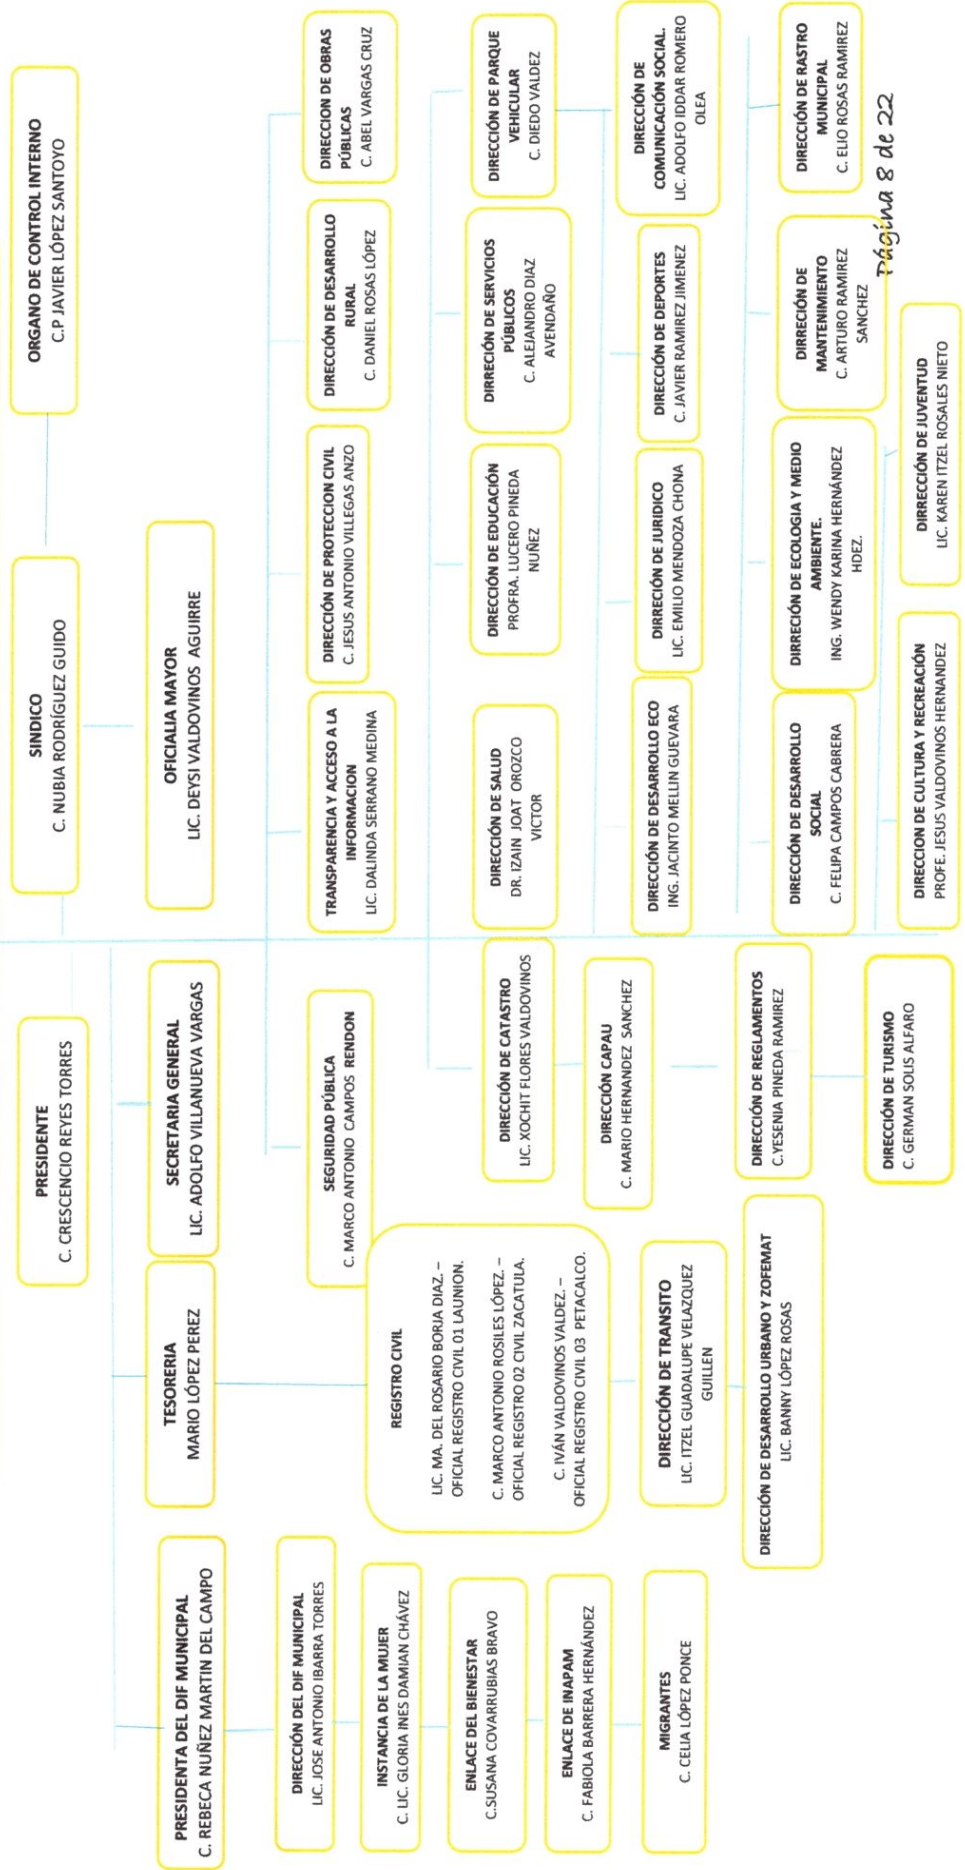 PRESIDENTE
C. CRESCENCIO REYES TORRES
SINDICO
C. NUBIA RODRÍGUEZ GUIDO
ORGANO DE CONTROL INTERNO
C.P JAVIER LÓPEZ SANTOYO
PRESIDENTA DEL DIF MUNICIPAL
C. REBECA NUÑEZ MARTIN DEL CAMPO
TESORERIA
MARIO LÓPEZ PEREZ
SECRETARIA GENERAL
LIC. ADOLFO VILLANUEVA VARGAS
OFICIALIA MAYOR
LIC. DEYSI VALDOVINOS AGUIRRE
DIRECCIÓN DEL DIF MUNICIPAL
LIC. JOSE ANTONIO IBARRA TORRES
INSTANCIA DE LA MUJER
C. LIC. GLORIA INES DAMIAN CHÁVEZ
ENLACE DEL BIENESTAR
C.SUSANA COVARRUBIAS BRAVO
ENLACE DE INAPAM
C. FABIOLA BARRERA HERNÁNDEZ
MIGRANTES
C. CELIA LÓPEZ PONCE
SEGURIDAD PÚBLICA
C. MARCO ANTONIO CAMPOS RENDON
TRANSPARENCIA Y ACCESO A LA
INFORMACION
LIC. DALINDA SERRANO MEDINA
DIRECCIÓN DE PROTECCION CIVIL
C. JESUS ANTONIO VILLEGAS ANZO
DIRECCIÓN DE DESARROLLO
RURAL
C. DANIEL ROSAS LÓPEZ
DIRECCION DE OBRAS
PÚBLICAS
C. ABEL VARGAS CRUZ
REGISTRO CIVIL
LIC. MA. DEL ROSARIO BORJA DIAZ. –
OFICIAL REGISTRO CIVIL 01 LAUNION.
C. MARCO ANTONIO ROSILES LÓPEZ. –
OFICIAL REGISTRO 02 CIVIL ZACATULA.
C. IVÁN VALDOVINOS VALDEZ. –
OFICIAL REGISTRO CIVIL 03 PETACALCO.
DIRECCIÓN DE CATASTRO
LIC. XOCHIT FLORES VALDOVINOS
DIRECCIÓN DE SALUD
DR. IZAIN JOAT OROZCO
VICTOR
DIRECCIÓN DE EDUCACIÓN
PROFRA. LUCERO PINEDA
NUÑEZ
DIRRECIÓN DE SERVICIOS
PÚBLICOS
C. ALEJANDRO DIAZ
AVENDAÑO
DIRECCIÓN DE PARQUE
VEHICULAR
C. DIEDO VALDEZ
DIRECCIÓN DE TRANSITO
LIC. ITZEL GUADALUPE VELAZQUEZ
GUILLEN
DIRECCIÓN CAPAU
C. MARIO HERNANDEZ SANCHEZ
DIRECCIÓN DE DESARROLLO ECO
ING. JACINTO MELLIN GUEVARA
DIRRECIÓN DE JURIDICO
LIC. EMILIO MENDOZA CHONA
DIRECCIÓN DE DEPORTES
C. JAVIER RAMIREZ JIMENEZ
DIRECCIÓN DE
COMUNICACIÓN SOCIAL.
LIC. ADOLFO IDDAR ROMERO
OLEA
DIRECCIÓN DE DESARROLLO URBANO Y ZOFEMAT
LIC. BANNY LÓPEZ ROSAS
DIRECCIÓN DE REGLAMENTOS
C.YESENIA PINEDA RAMIREZ
DIRECCIÓN DE DESARROLLO
SOCIAL
C. FELIPA CAMPOS CABRERA
DIRRECIÓN DE ECOLOGIA Y MEDIO
AMBIENTE.
ING. WENDY KARINA HERNÁNDEZ
HDEZ.
DIRRECIÓN DE
MANTENIMIENTO
C. ARTURO RAMIREZ
SANCHEZ
DIRECCIÓN DE RASTRO
MUNICIPAL
C. ELIO ROSAS RAMIREZ
DIRECCIÓN DE TURISMO
C. GERMAN SOLIS ALFARO
DIRECCION DE CULTURA Y RECREACIÓN
PROFE. JESUS VALDOVINOS HERNANDEZ
DIRRECCIÓN DE JUVENTUD
LIC. KAREN ITZEL ROSALES NIETO
Página 8 de 22